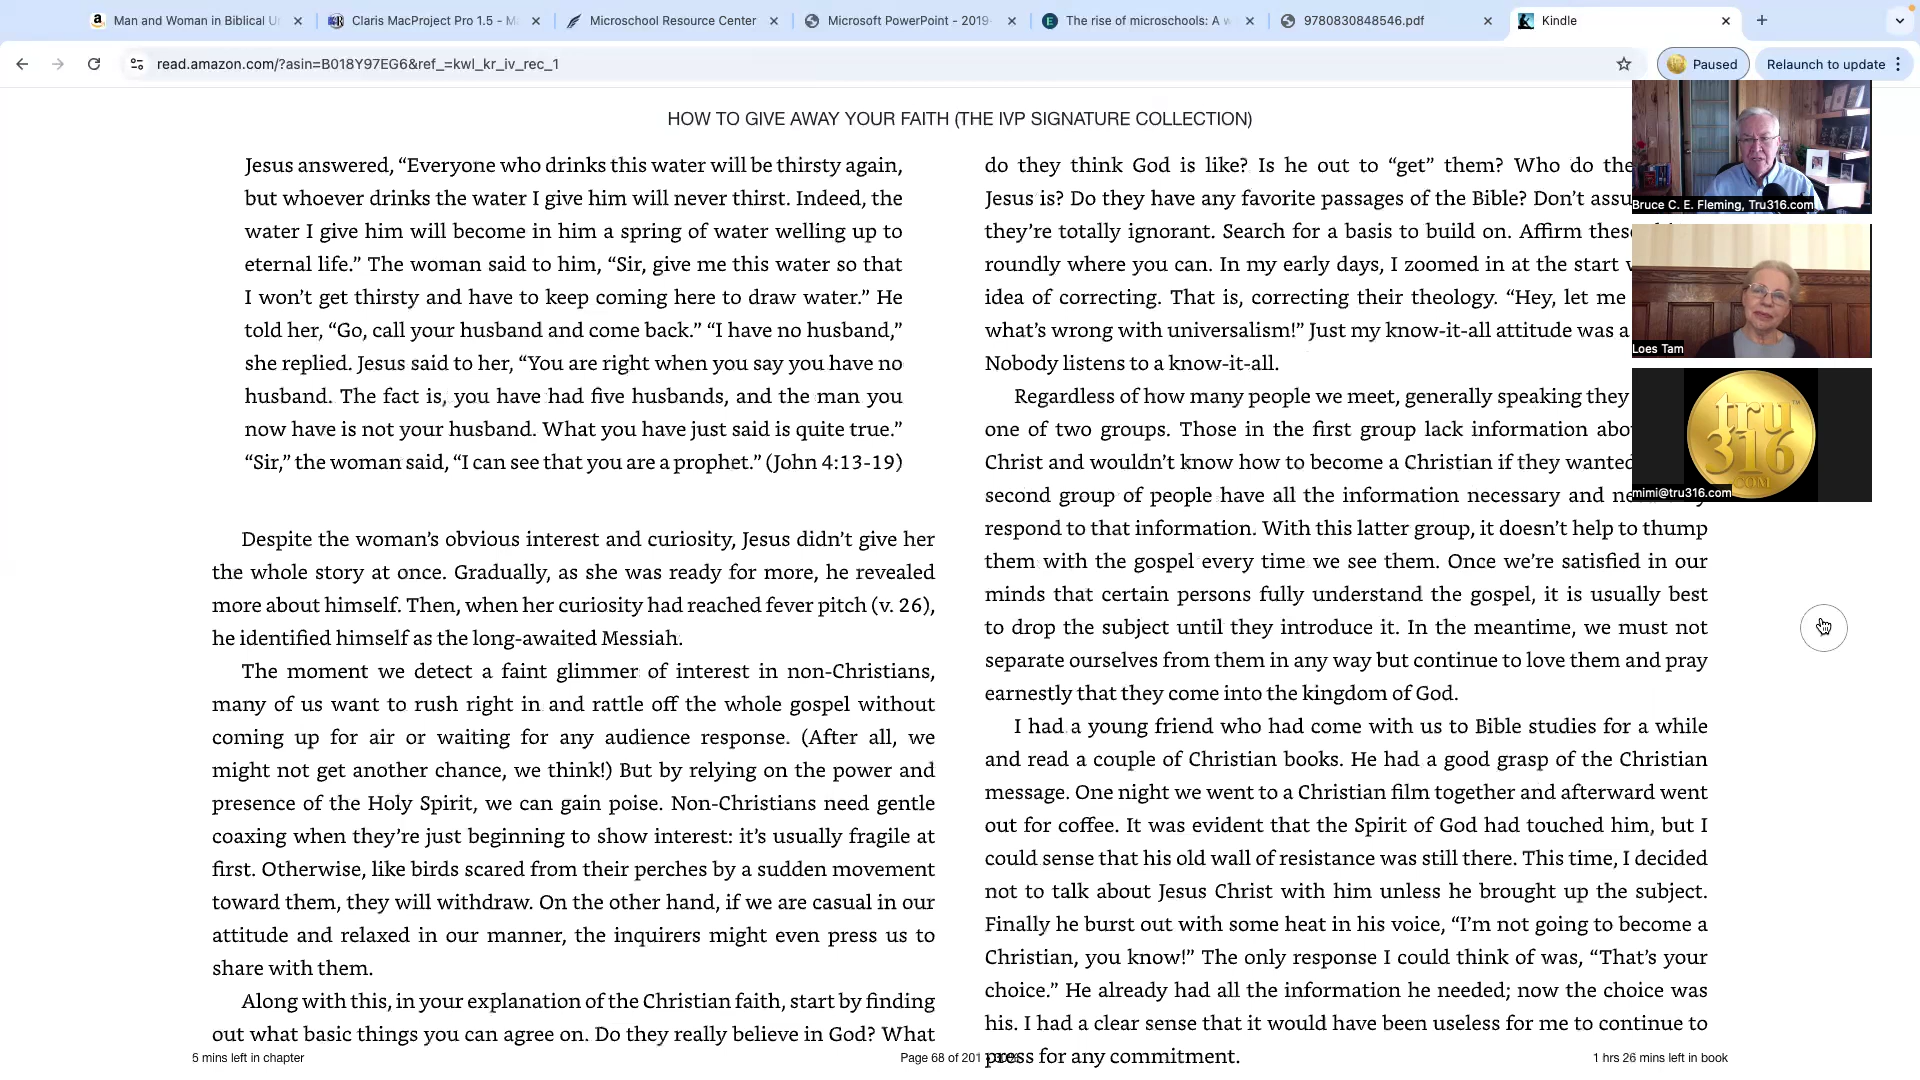 Man and Woman in Biblical U
Claris MacProject Pro 1.5 - M
Microschool Resource Center
Microsoft PowerPoint - 2019-
The rise of microschools: A w
9780830848546.pdf
Kindle
read.amazon.com/?asin=B018Y97EG6&ref_=kwl_kr_iv_rec_1
Paused
Relaunch to update
HOW TO GIVE AWAY YOUR FAITH (THE IVP SIGNATURE COLLECTION)
Jesus answered, “Everyone who drinks this water will be thirsty again,
but whoever drinks the water I give him will never thirst. Indeed, the
water I give him will become in him a spring of water welling up to
eternal life.” The woman said to him, “Sir, give me this water so that
I won’t get thirsty and have to keep coming here to draw water.” He
told her, “Go, call your husband and come back.” “I have no husband,”
she replied. Jesus said to her, “You are right when you say you have no
husband. The fact is, you have had five husbands, and the man you
now have is not your husband. What you have just said is quite true.”
“Sir,” the woman said, “I can see that you are a prophet.” (John 4:13-19)
Despite the woman’s obvious interest and curiosity, Jesus didn’t give her
the whole story at once. Gradually, as she was ready for more, he revealed
more about himself. Then, when her curiosity had reached fever pitch (v. 26),
he identified himself as the long-awaited Messiah.
The moment we detect a faint glimmer of interest in non-Christians,
many of us want to rush right in and rattle off the whole gospel without
coming up for air or waiting for any audience response. (After all, we
might not get another chance, we think!) But by relying on the power and
presence of the Holy Spirit, we can gain poise. Non-Christians need gentle
coaxing when they’re just beginning to show interest: it’s usually fragile at
first. Otherwise, like birds scared from their perches by a sudden movement
toward them, they will withdraw. On the other hand, if we are casual in our
attitude and relaxed in our manner, the inquirers might even press us to
share with them.
Along with this, in your explanation of the Christian faith, start by finding
out what basic things you can agree on. Do they really believe in God? What
do they think God is like? Is he out to “get” them? Who do the
Jesus is? Do they have any favorite passages of the Bible? Don’t assu
they’re totally ignorant. Search for a basis to build on. Affirm thes
roundly where you can. In my early days, I zoomed in at the start
idea of correcting. That is, correcting their theology. “Hey, let me
what’s wrong with universalism!” Just my know-it-all attitude was a
Nobody listens to a know-it-all.
Regardless of how many people we meet, generally speaking they
one of two groups. Those in the first group lack information abo
Christ and wouldn’t know how to become a Christian if they wanted
second group of people have all the information necessary and
respond to that information. With this latter group, it doesn’t help to thump
them with the gospel every time we see them. Once we’re satisfied in our
minds that certain persons fully understand the gospel, it is usually best
to drop the subject until they introduce it. In the meantime, we must not
separate ourselves from them in any way but continue to love them and pray
earnestly that they come into the kingdom of God.
I had a young friend who had come with us to Bible studies for a while
and read a couple of Christian books. He had a good grasp of the Christian
message. One night we went to a Christian film together and afterward went
out for coffee. It was evident that the Spirit of God had touched him, but I
could sense that his old wall of resistance was still there. This time, I decided
not to talk about Jesus Christ with him unless he brought up the subject.
Finally he burst out with some heat in his voice, “I’m not going to become a
Christian, you know!” The only response I could think of was, “That’s your
choice.” He already had all the information he needed; now the choice was
his. I had a clear sense that it would have been useless for me to continue to
press for any commitment.
Bruce C. E. Fleming, Tru316.com
Loes Tam
tru
316
.COM
mimi@tru316.com
5 mins left in chapter
Page 68 of 201
1 hrs 26 mins left in book